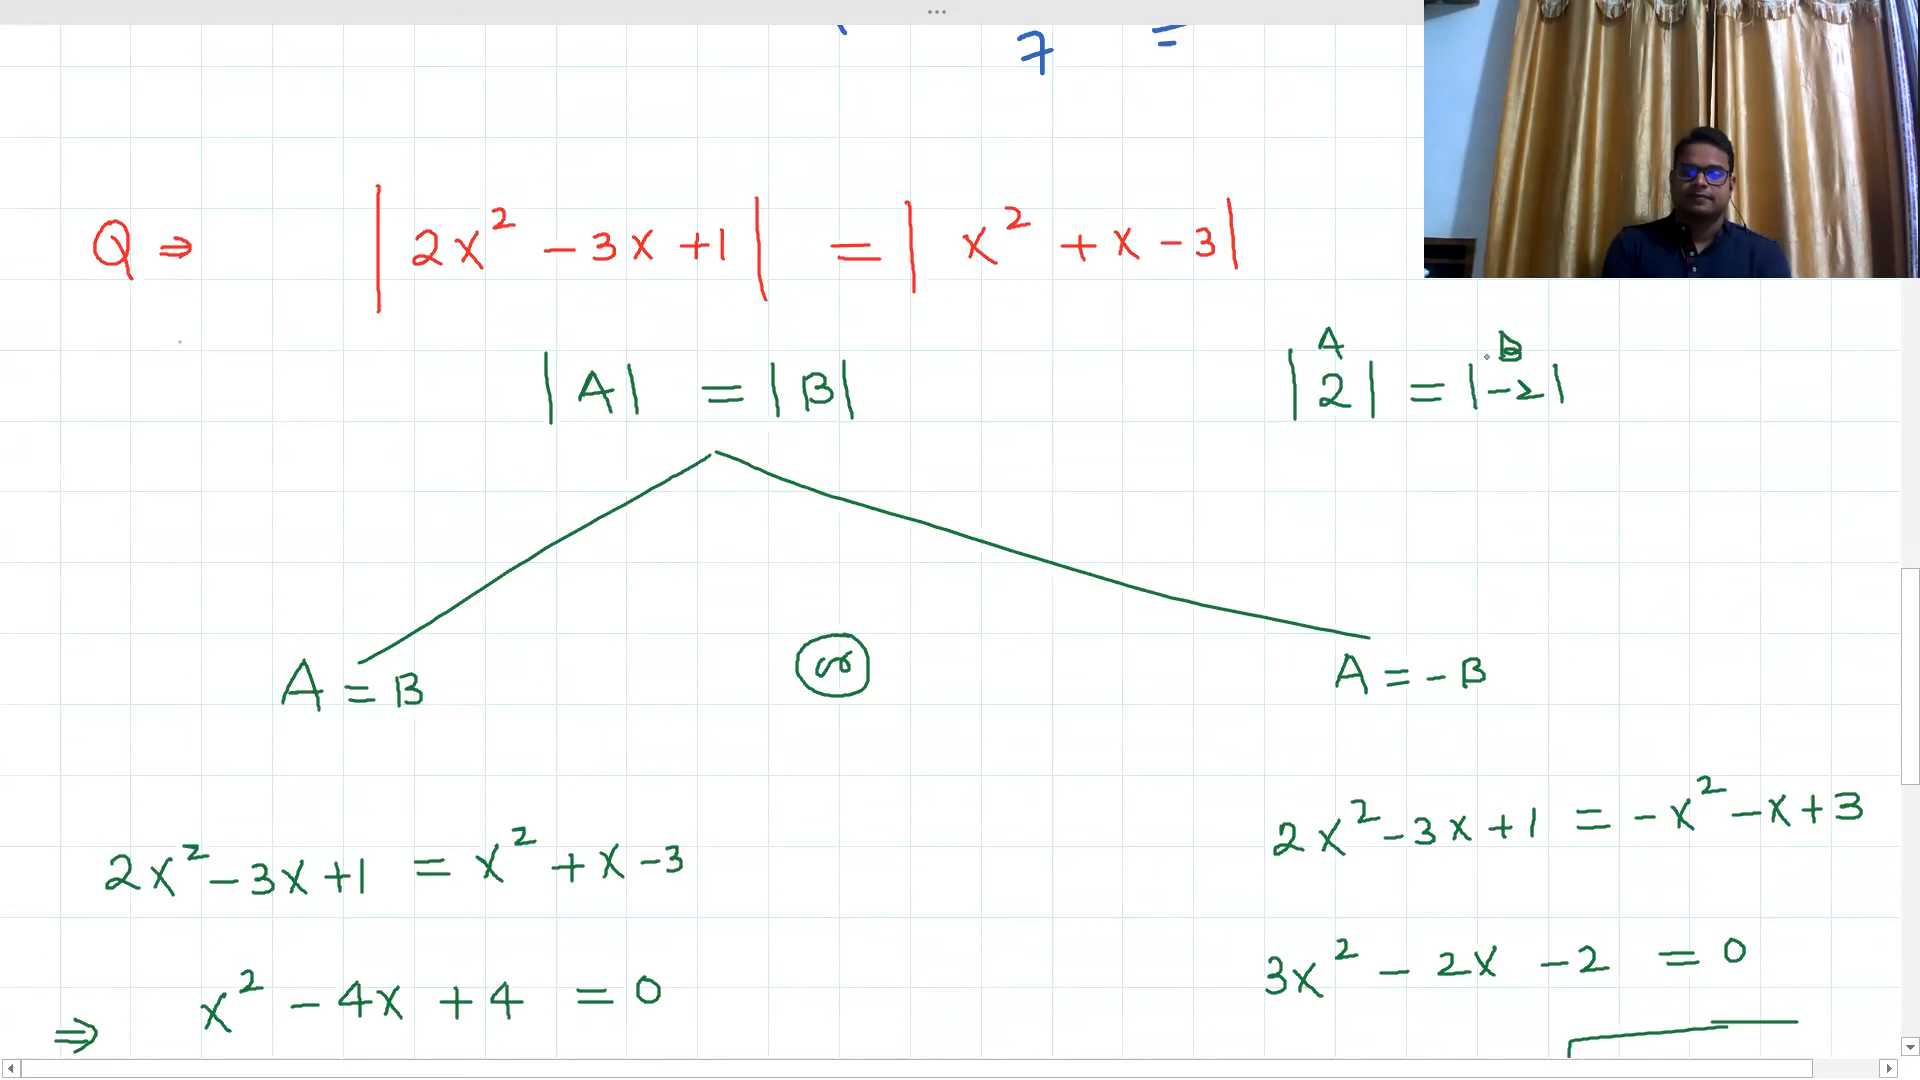 7 =
Q ⇒ |2x² - 3x + 1| = |x² + x - 3|
|A| = |B|
A B
|2| = |-2|
A = B or A = -B
2x² - 3x + 1 = x² + x - 3
2x² - 3x + 1 = -x² - x + 3
⇒ x² - 4x + 4 = 0
3x² - 2x - 2 = 0